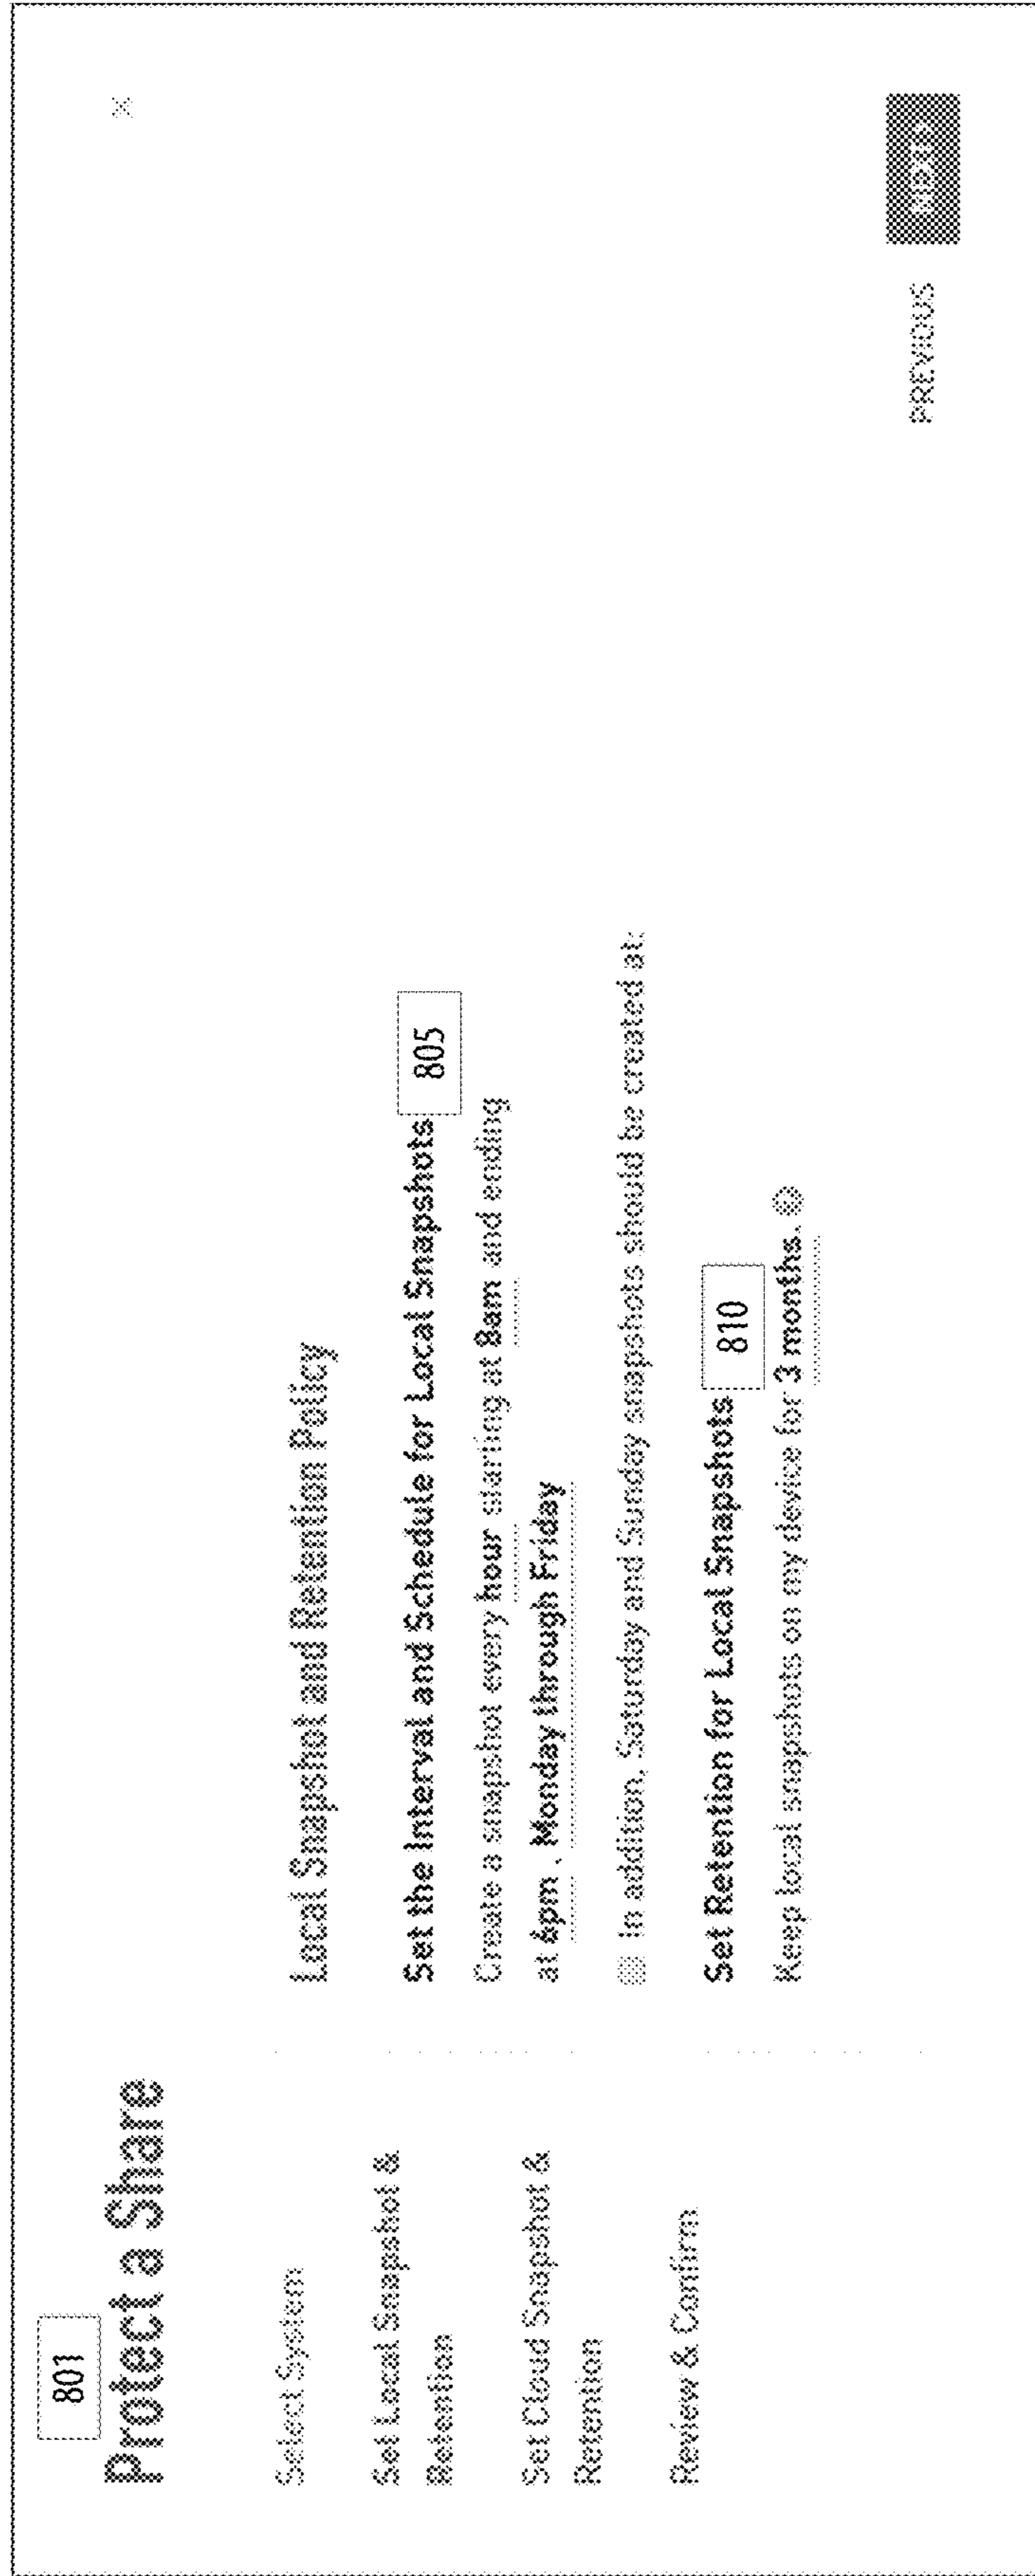 801
Protect a Share
×
Select System
Set Local Snapshot &
Retention
Set Cloud Snapshot &
Retention
Review & Confirm
Local Snapshot and Retention Policy
Set the Interval and Schedule for Local Snapshots 805
Create a snapshot every hour starting at 8am and ending
at 6pm , Monday through Friday
In addition, Saturday and Sunday snapshots should be created at:
Set Retention for Local Snapshots 810
Keep local snapshots on my device for 3 months.
PREVIOUS